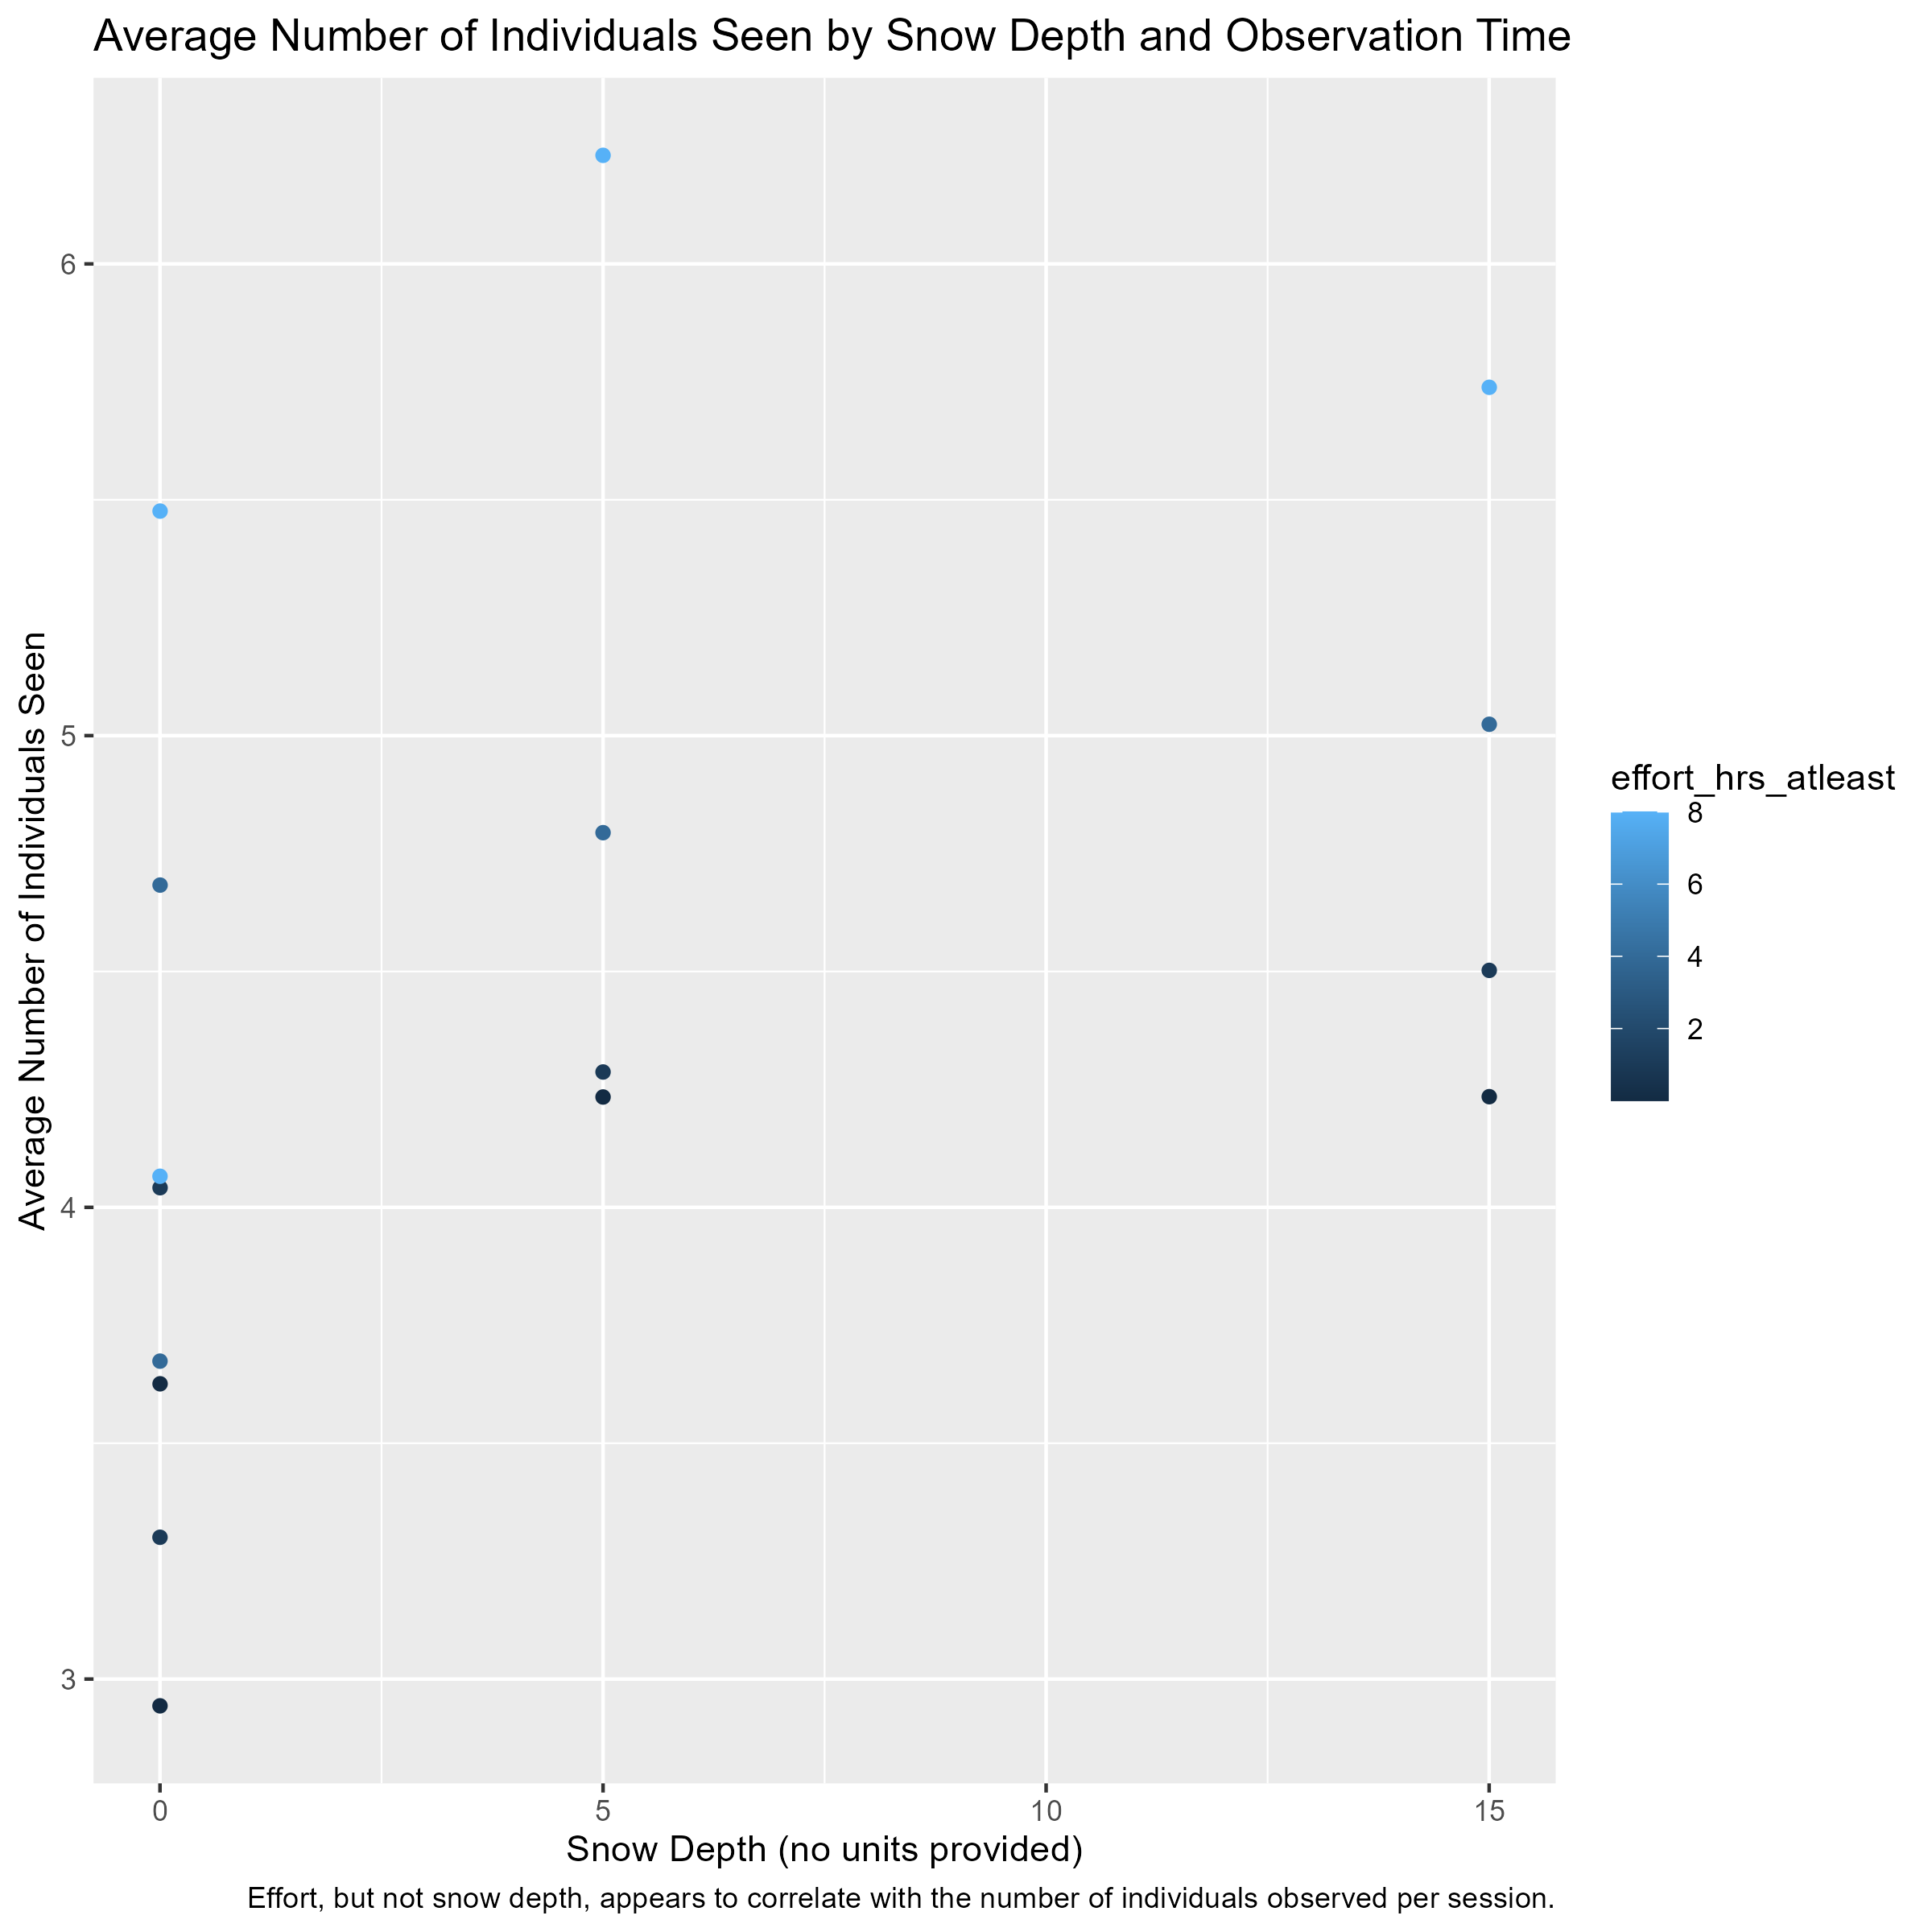 Average Number of Individuals Seen by Snow Depth and Observation Time
Average Number of Individuals Seen
6
5
4
3
0
5
10
15
Snow Depth (no units provided)
effort_hrs_atleast
8
6
4
2
Effort, but not snow depth, appears to correlate with the number of individuals observed per session.